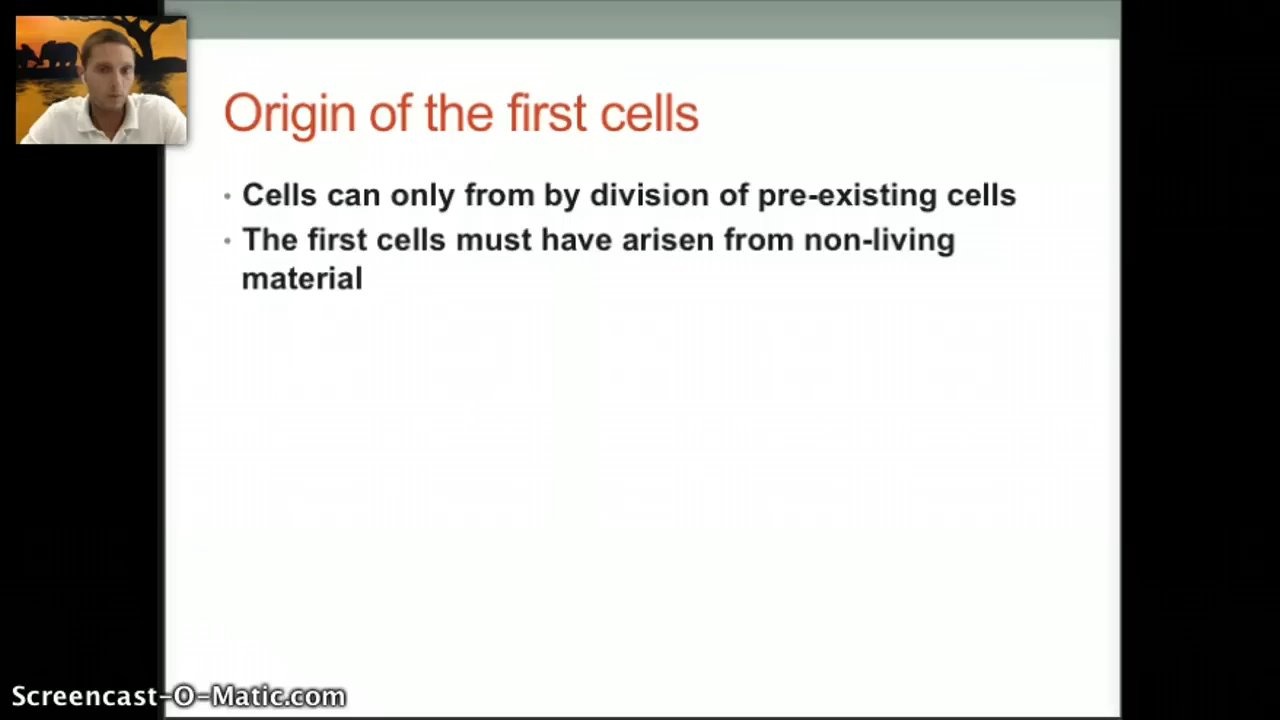 Origin of the first cells
• Cells can only from by division of pre-existing cells
• The first cells must have arisen from non-living
material
Screencast-O-Matic.com